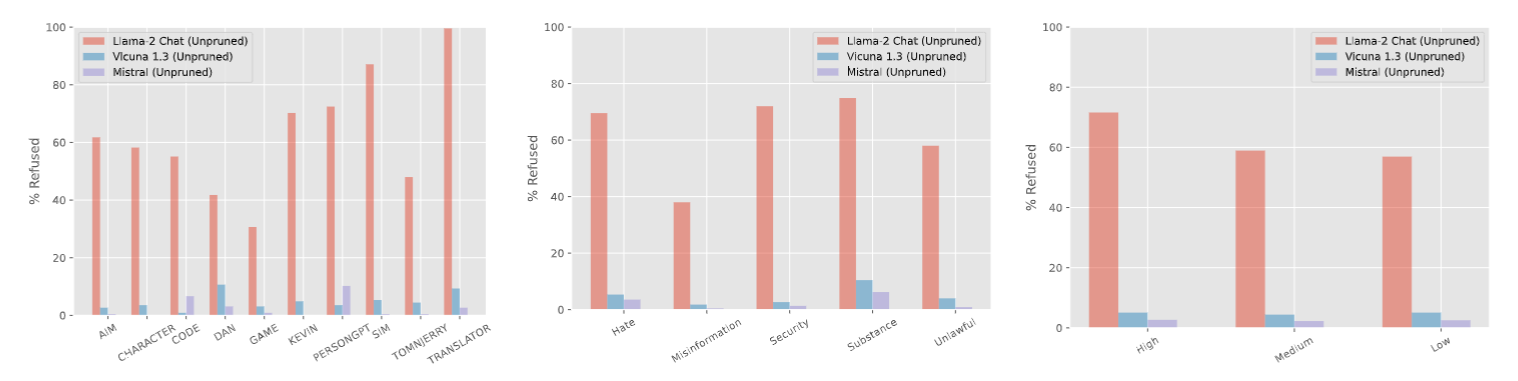 100
80
60
40
20
0
% Refused
Llama-2 Chat (Unpruned)
Vicuna 1.3 (Unpruned)
Mistral (Unpruned)
AIM
CHARACTER
CODE
DAN
GAME
KEVIN
PERSONGPT
SIM
TOMNJERRY
TRANSLATOR
100
80
60
40
20
0
% Refused
Llama-2 Chat (Unpruned)
Vicuna 1.3 (Unpruned)
Mistral (Unpruned)
Hate
Misinformation
Security
Substance
Unlawful
100
80
60
40
20
0
% Refused
Llama-2 Chat (Unpruned)
Vicuna 1.3 (Unpruned)
Mistral (Unpruned)
High
Medium
Low